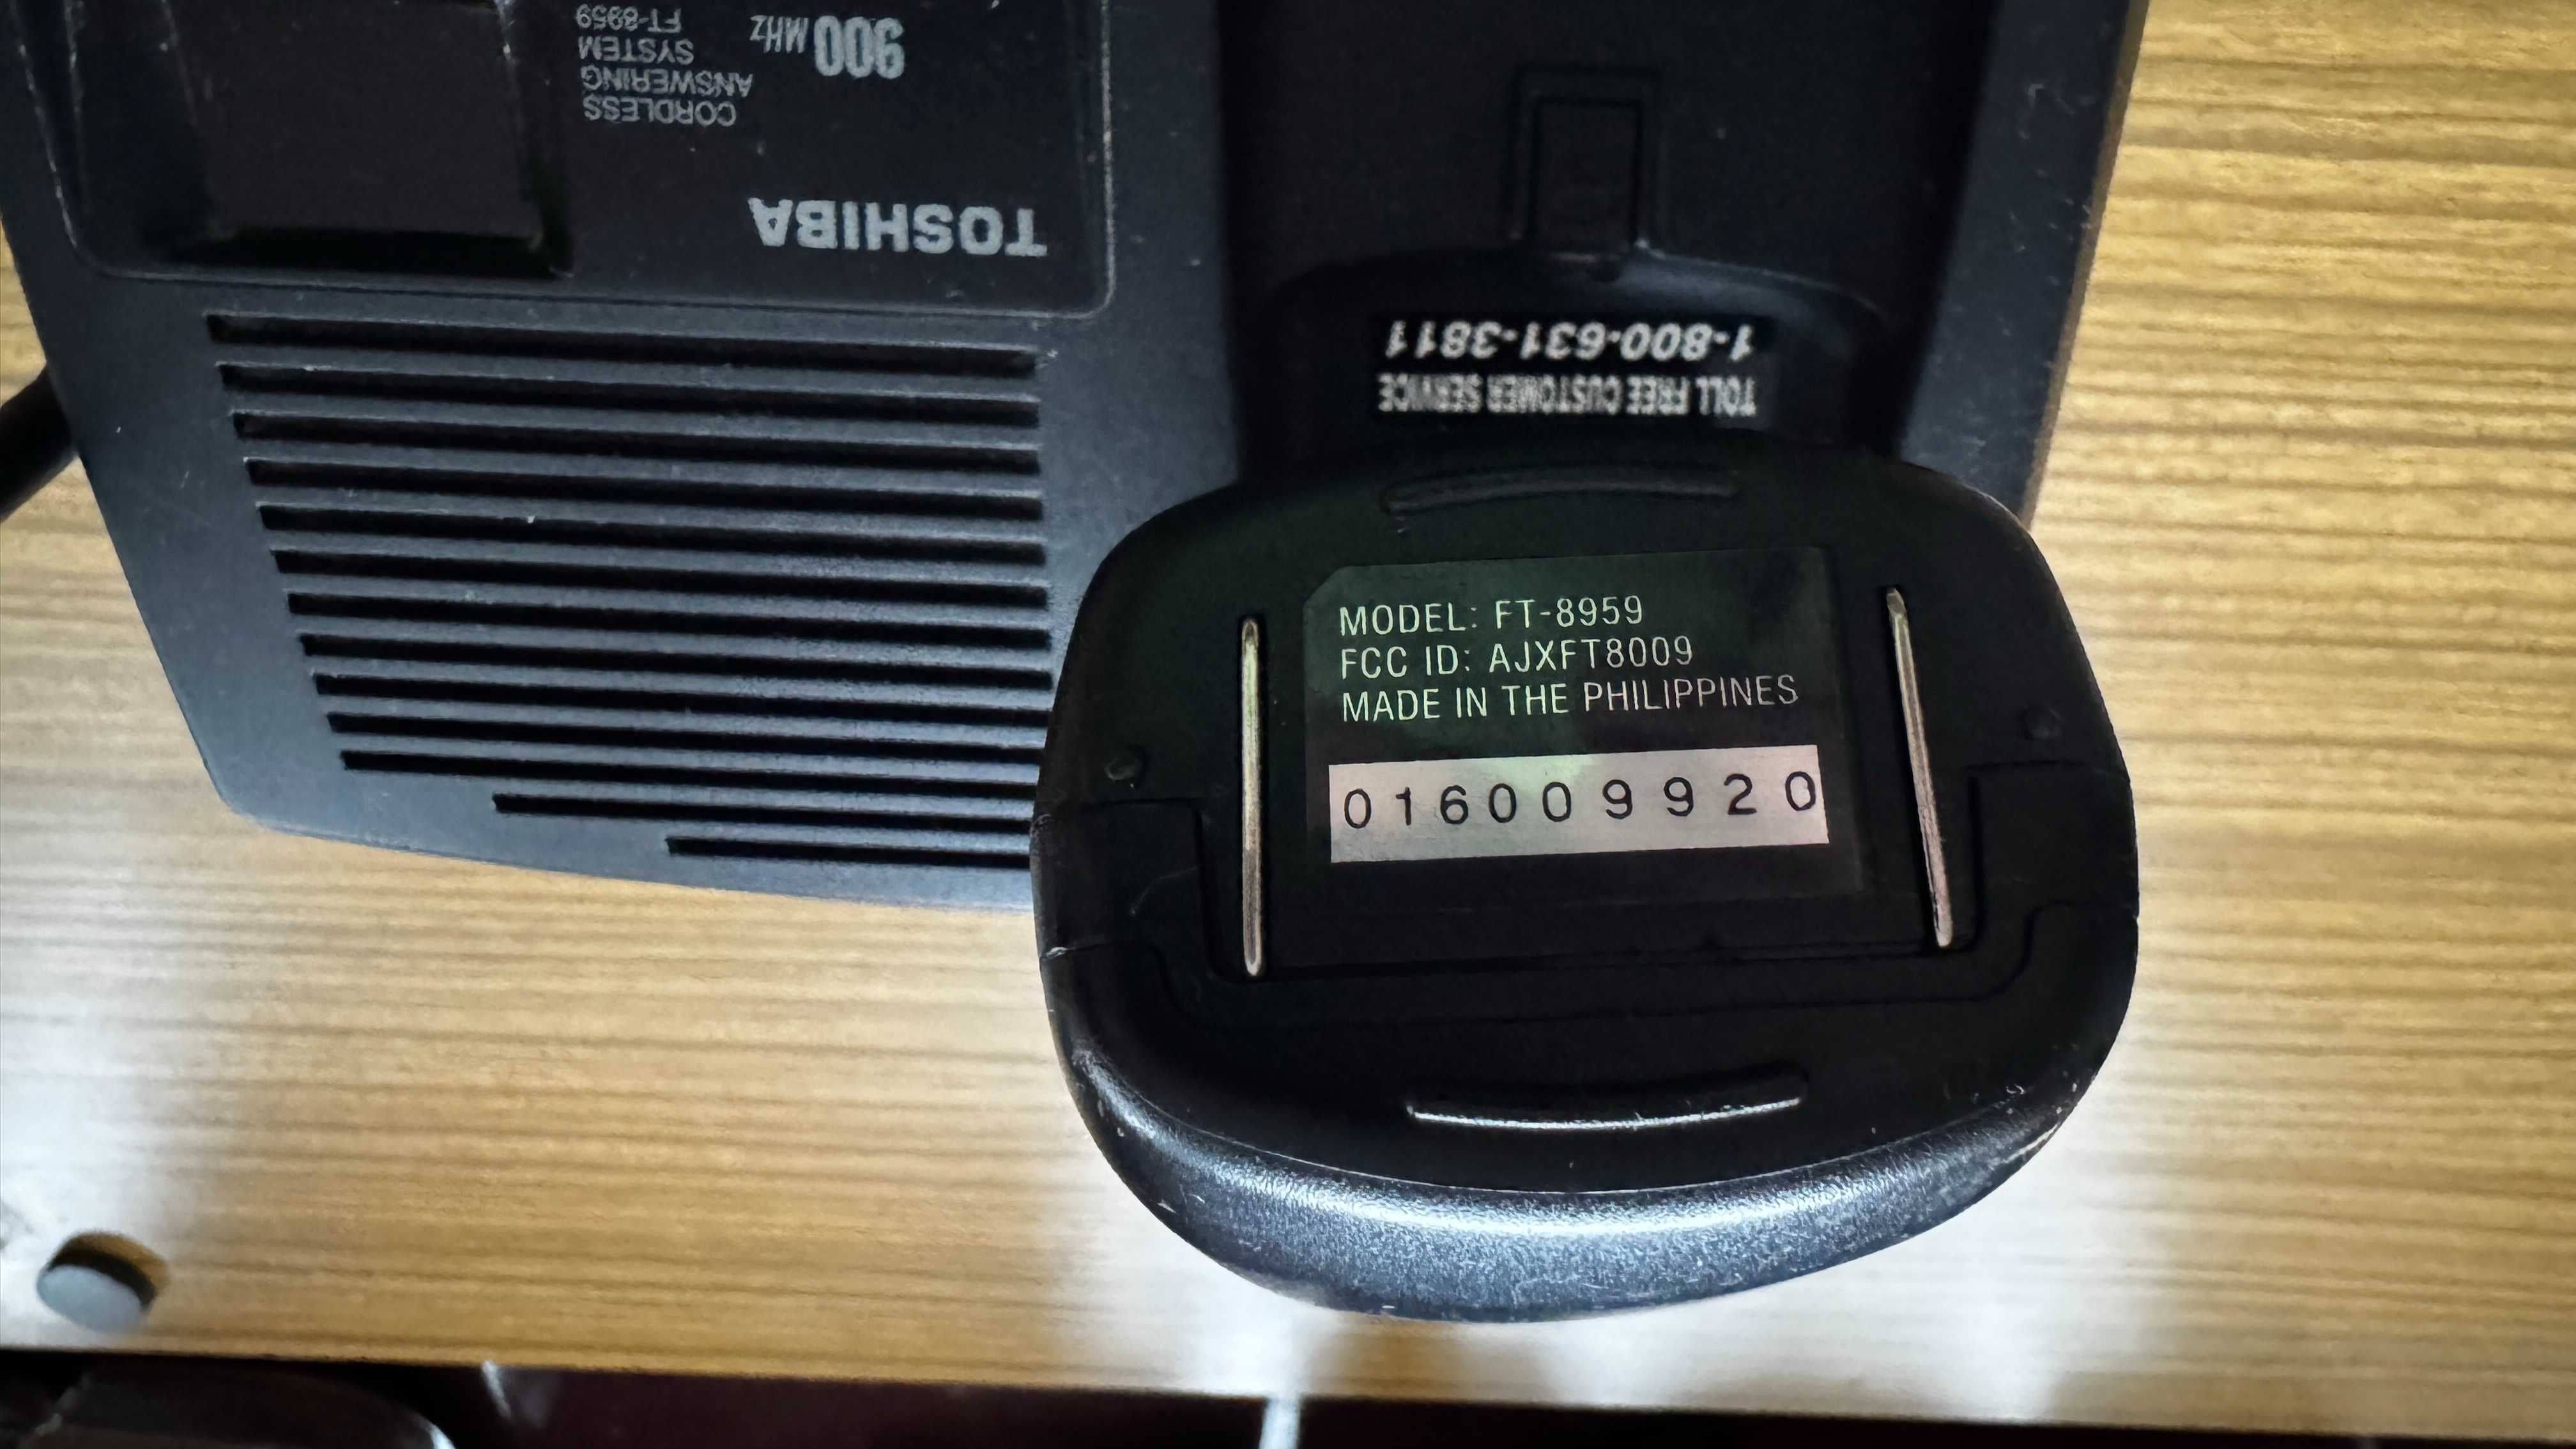 TOSHIBA
CORDLESS
ANSWERING
SYSTEM
FT-8959
900 MHZ
TOLL FREE CUSTOMER SERVICE
1-800-631-3811
MODEL: FT-8959
FCC ID: AJXFT8009
MADE IN THE PHILIPPINES
016009920